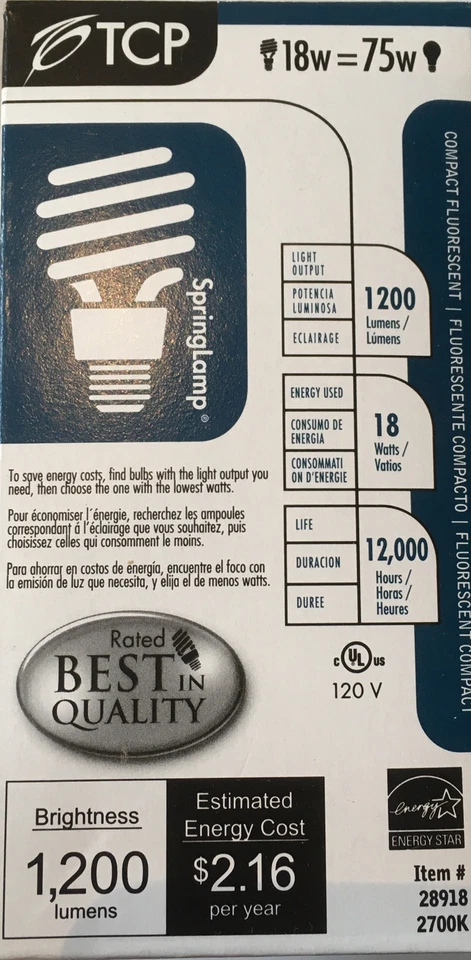 TCP
18w = 75w
SpringLamp®
COMPACT FLUORESCENT | FLUORESCENTE COMPACTO | FLUORESCENT COMPACT
LIGHT
OUTPUT
POTENCIA
LUMINOSA
ECLAIRAGE
1200
Lumens /
Lúmens
ENERGY USED
CONSUMO DE
ENERGIA
CONSOMMATI
ON D'ENERGIE
18
Watts /
Vatios
LIFE
DURACION
DUREE
12,000
Hours /
Horas /
Heures
To save energy costs, find bulbs with the light output you
need, then choose the one with the lowest watts.
Pour économiser l'énergie, recherchez les ampoules
correspondant á l'éclairage que vous souhaitez, puis
choisissez celles qui consomment le moins.
Para ahorrar en costos de energía, encuentre el foco con
la emisión de luz que necesita, y elija el de menos watts.
c UL us
120 V
Rated
BEST IN
QUALITY
Brightness
1,200
lumens
Estimated
Energy Cost
$2.16
per year
energy
ENERGY STAR
Item #
28918
2700K